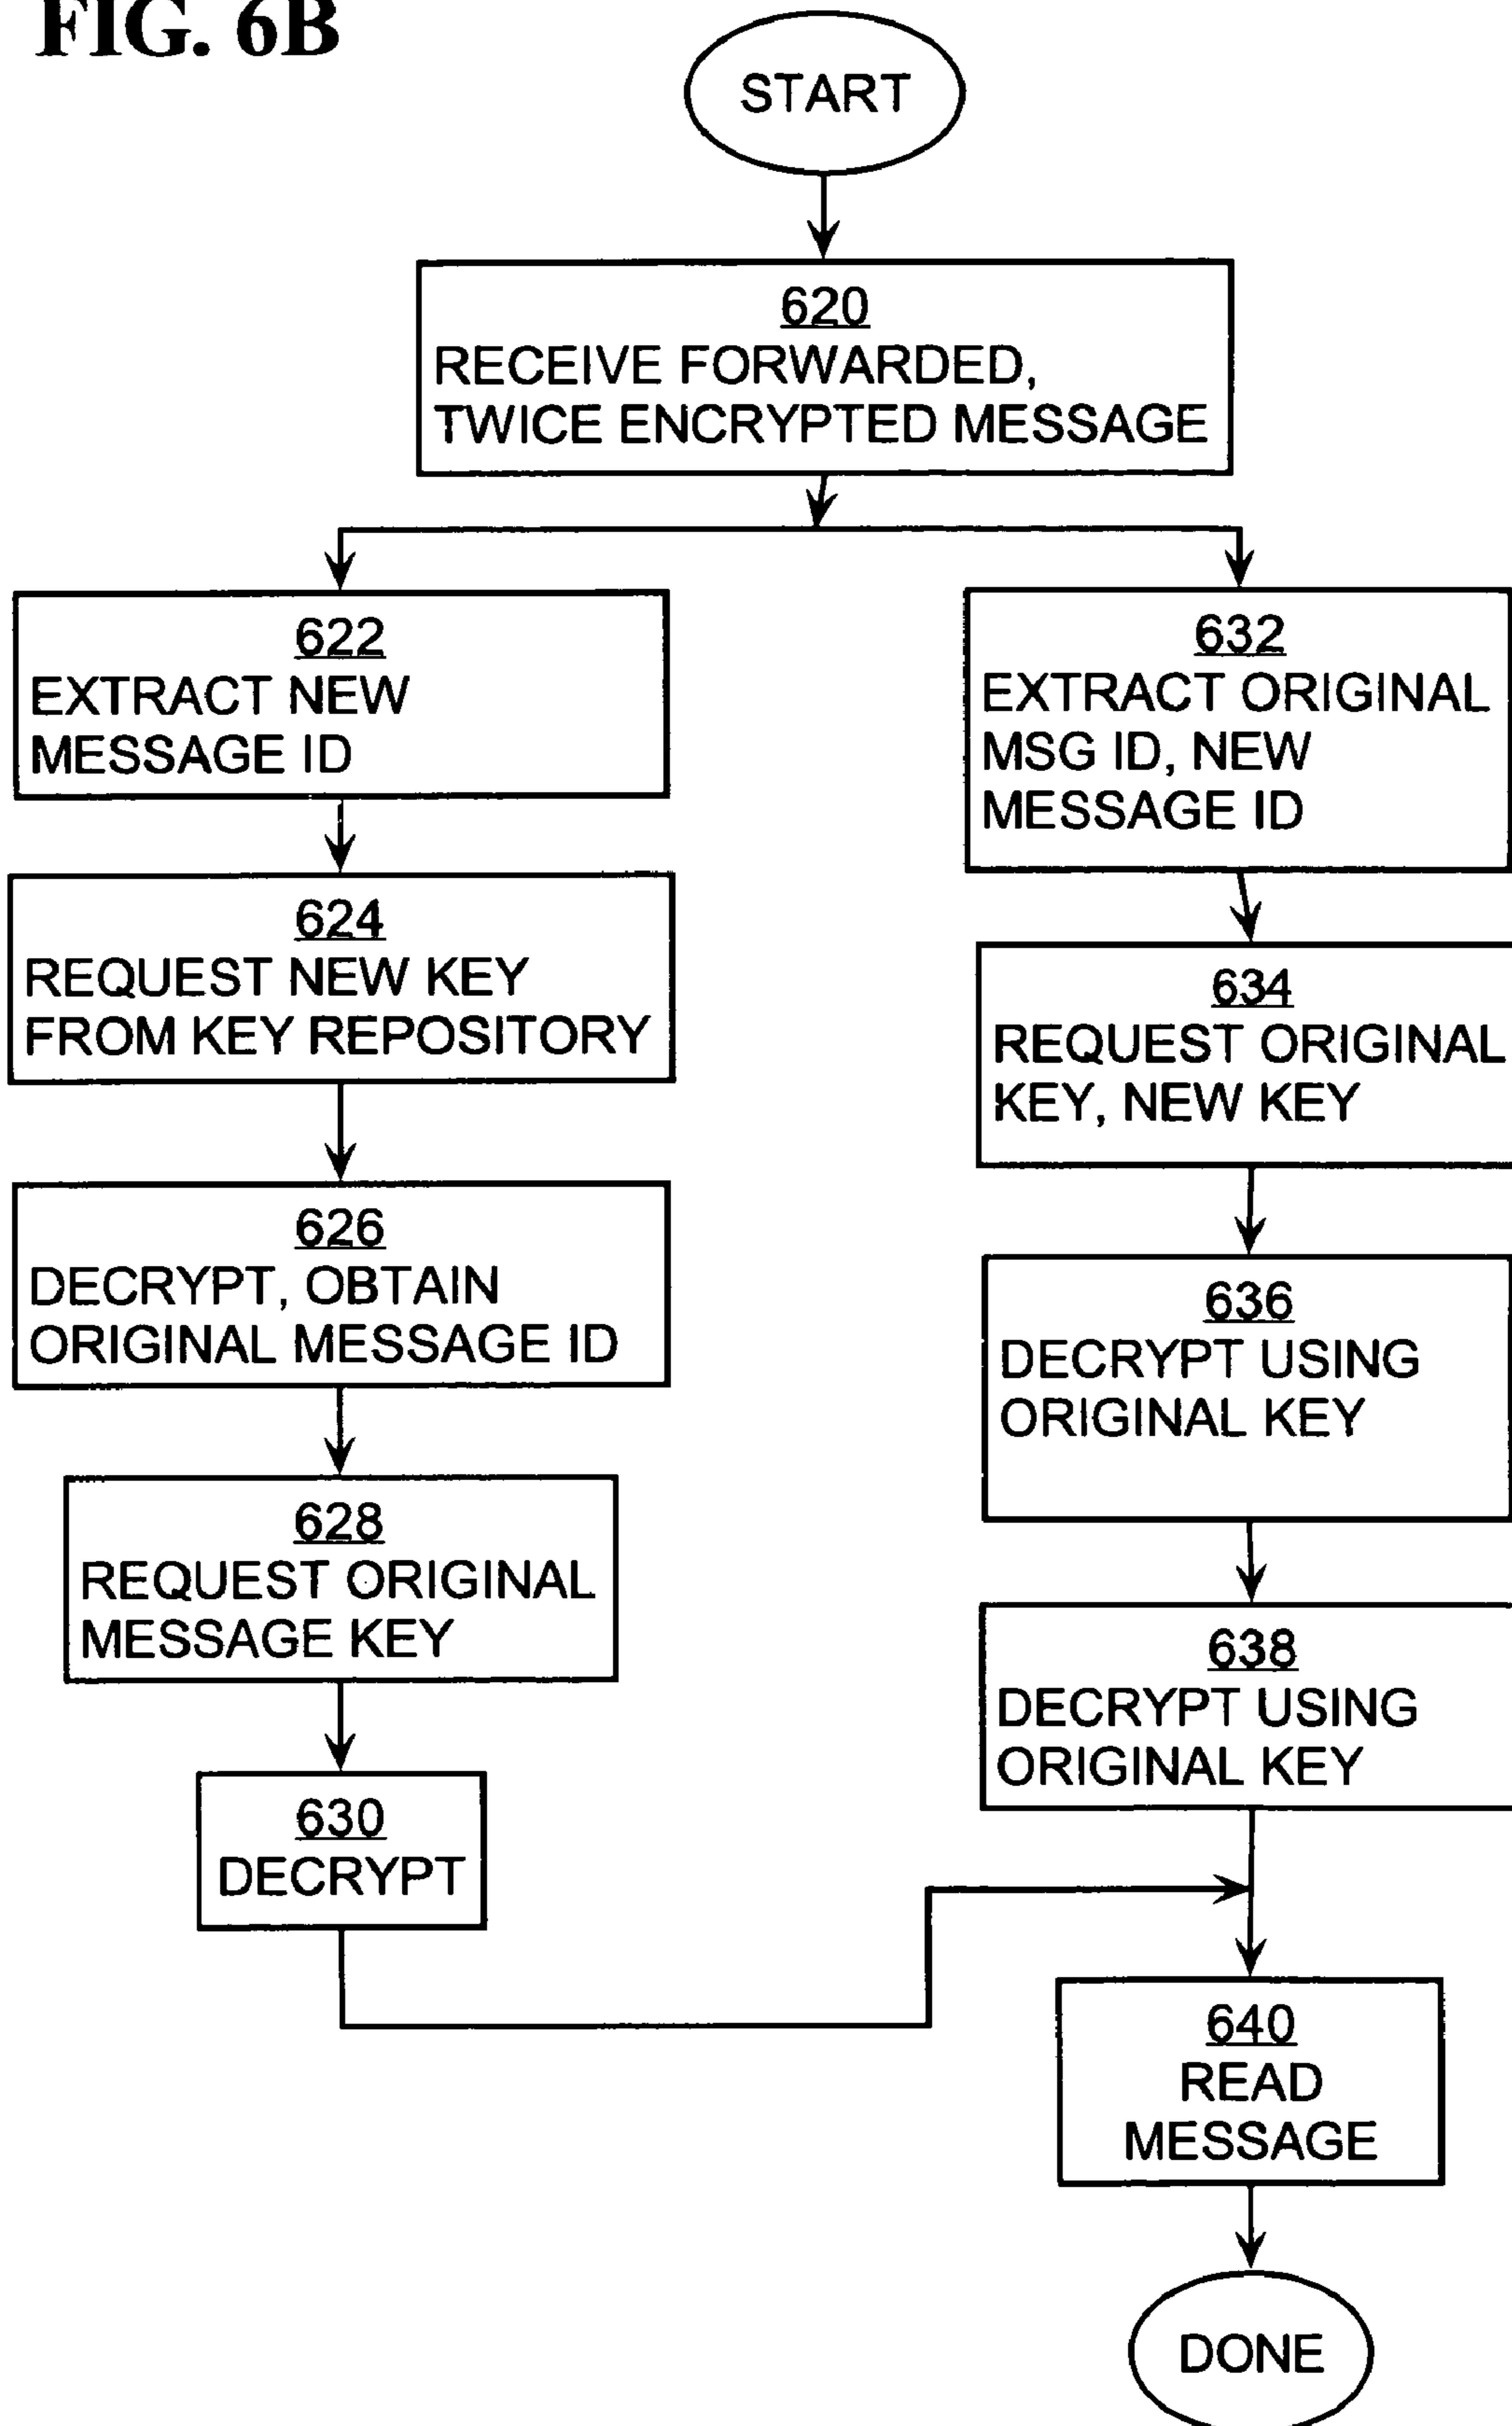 FIG. 6B
START
620
RECEIVE FORWARDED,
TWICE ENCRYPTED MESSAGE
622
EXTRACT NEW
MESSAGE ID
624
REQUEST NEW KEY
FROM KEY REPOSITORY
626
DECRYPT, OBTAIN
ORIGINAL MESSAGE ID
628
REQUEST ORIGINAL
MESSAGE KEY
630
DECRYPT
632
EXTRACT ORIGINAL
MSG ID, NEW
MESSAGE ID
634
REQUEST ORIGINAL
KEY, NEW KEY
636
DECRYPT USING
ORIGINAL KEY
638
DECRYPT USING
ORIGINAL KEY
640
READ
MESSAGE
DONE